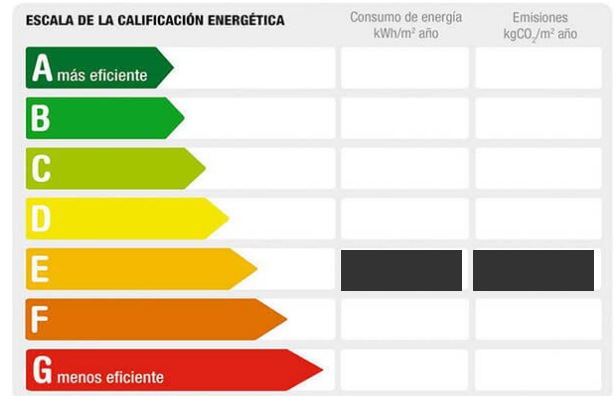 ESCALA DE LA CALIFICACIÓN ENERGÉTICA
Consumo de energía
kWh/m² año
Emisiones
kgCO₂/m² año
A más eficiente
B
C
D
E
F
G menos eficiente